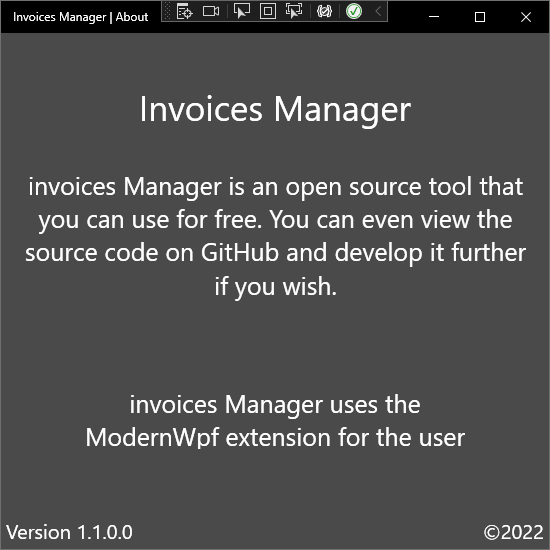 Invoices Manager | About
Invoices Manager
invoices Manager is an open source tool that
you can use for free. You can even view the
source code on GitHub and develop it further
if you wish.
invoices Manager uses the
ModernWpf extension for the user
Version 1.1.0.0
©2022